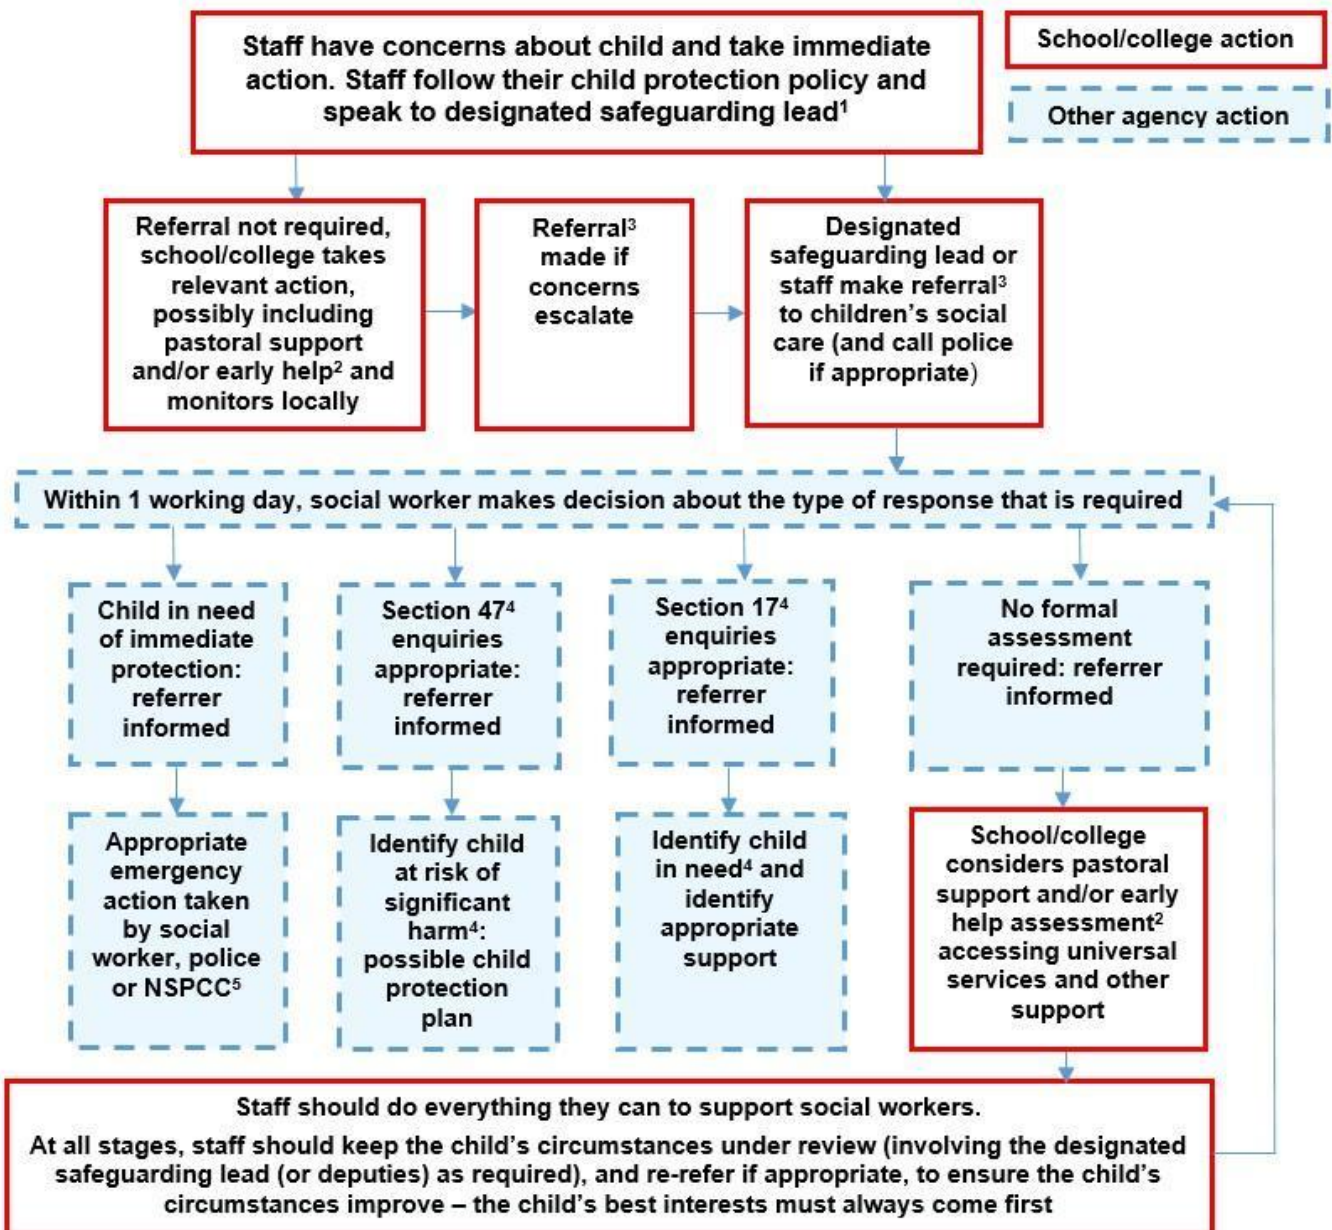 Staff have concerns about child and take immediate
action. Staff follow their child protection policy and
speak to designated safeguarding lead¹
School/college action
Other agency action
Referral not required,
school/college takes
relevant action,
possibly including
pastoral support
and/or early help² and
monitors locally
Referral³
made if
concerns
escalate
Designated
safeguarding lead or
staff make referral³
to children’s social
care (and call police
if appropriate)
Within 1 working day, social worker makes decision about the type of response that is required
Child in need
of immediate
protection:
referrer
informed
Section 47⁴
enquiries
appropriate:
referrer
informed
Section 17⁴
enquiries
appropriate:
referrer
informed
No formal
assessment
required: referrer
informed
Appropriate
emergency
action taken
by social
worker, police
or NSPCC⁵
Identify child
at risk of
significant
harm⁴:
possible child
protection
plan
Identify child
in need⁴ and
identify
appropriate
support
School/college
considers pastoral
support and/or early
help assessment²
accessing universal
services and other
support
Staff should do everything they can to support social workers.
At all stages, staff should keep the child’s circumstances under review (involving the designated
safeguarding lead (or deputies) as required), and re-refer if appropriate, to ensure the child’s
circumstances improve – the child’s best interests must always come first